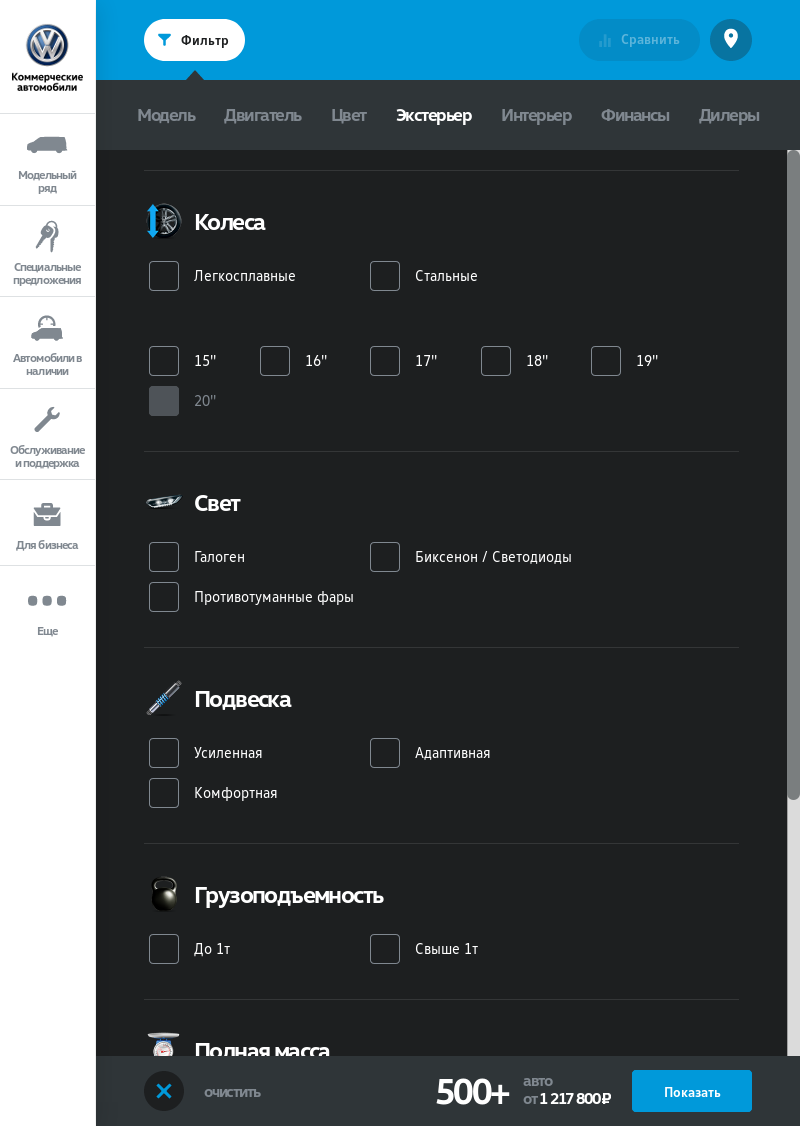 Коммерческие
автомобили
Модельный
ряд
Специальные
предложения
Автомобили в
наличии
Обслуживание
и поддержка
Для бизнеса
Еще
Фильтр
Сравнить
Модель Двигатель Цвет Экстерьер Интерьер Финансы Дилеры
Колеса
Легкосплавные Стальные
15" 16" 17" 18" 19"
20"
Свет
Галоген Биксенон / Светодиоды
Противотуманные фары
Подвеска
Усиленная Адаптивная
Комфортная
Грузоподъемность
До 1т Свыше 1т
Полная масса
очистить
500+
авто
от 1 217 800 ₽
Показать